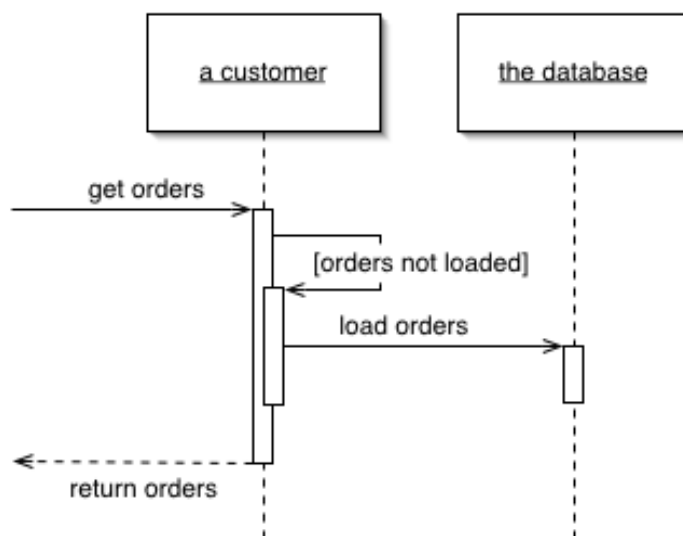 a customer
the database
get orders
[orders not loaded]
load orders
return orders